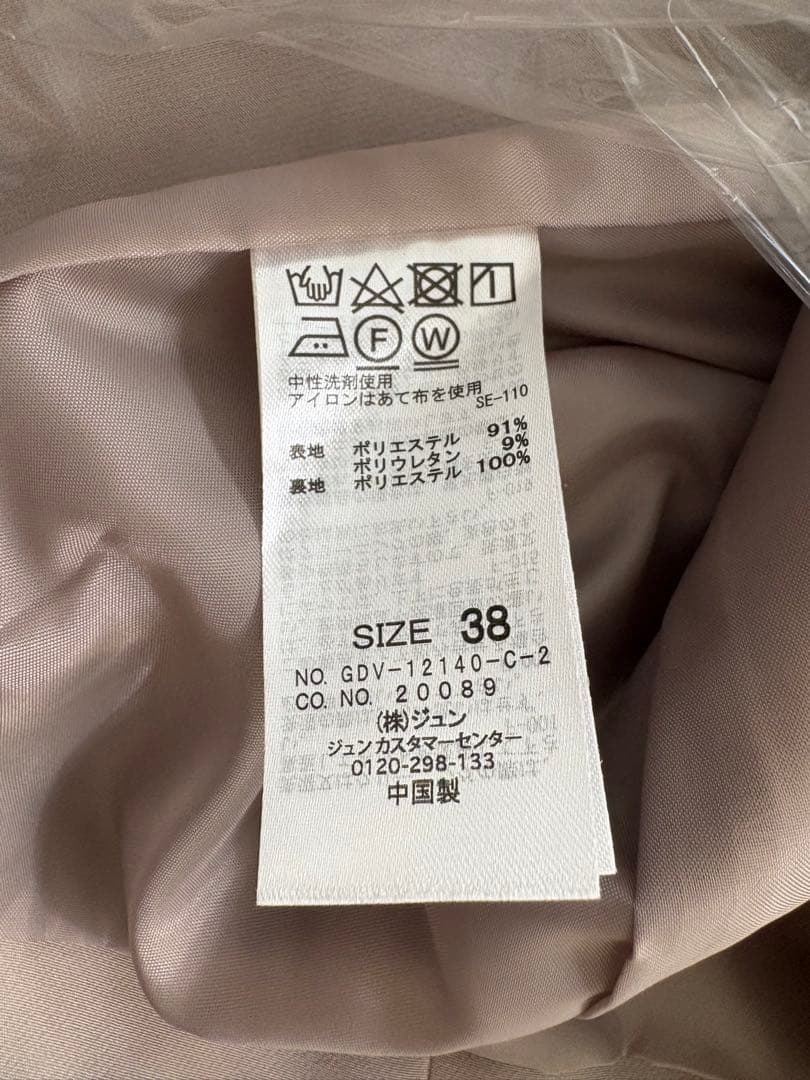 F W
中性洗剤使用
アイロンはあて布を使用
SE-110
表地 ポリエステル 91%
ポリウレタン 9%
裏地 ポリエステル 100%
SIZE 38
NO. GDV-12140-C-2
CO. NO. 20089
(株)ジュン
ジュンカスタマーセンター
0120-298-133
中国製